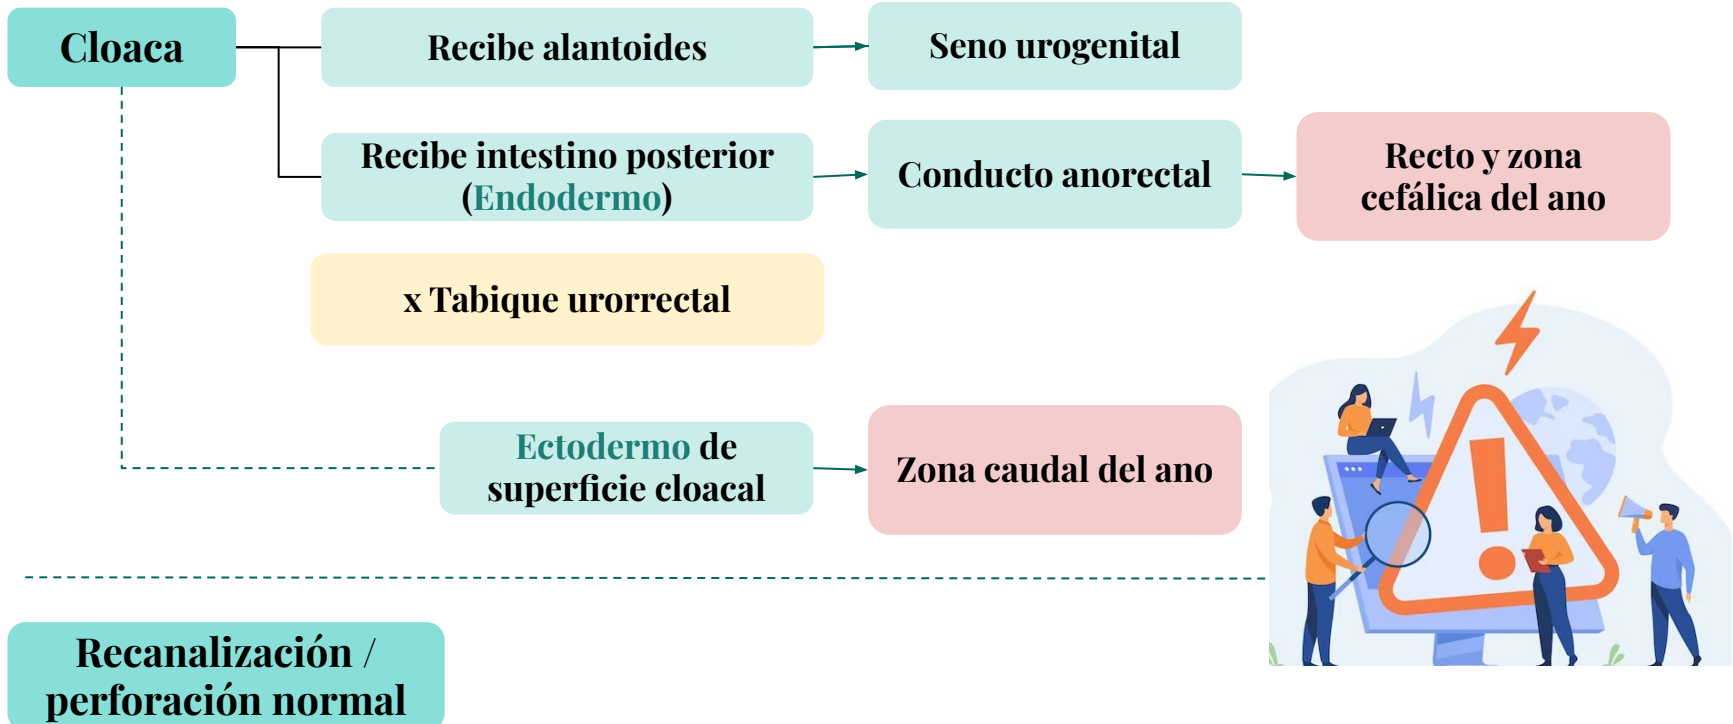 Cloaca
Recibe alantoides
Seno urogenital
Recibe intestino posterior
(Endodermo)
Conducto anorectal
Recto y zona
cefálica del ano
x Tabique urorrectal
Ectodermo de
superficie cloacal
Zona caudal del ano
Recanalización /
perforación normal